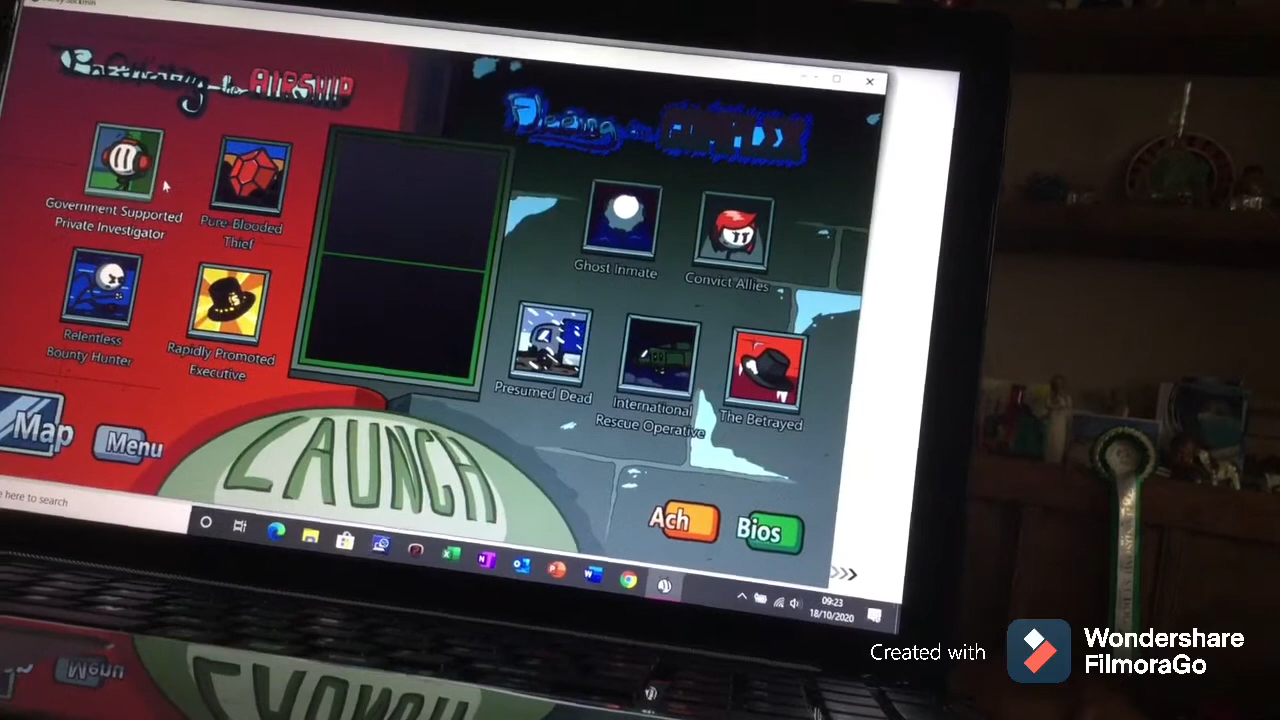 the AIRSHIP
Government Supported
Private Investigator
Pure Blooded
Thief
Relentless
Bounty Hunter
Rapidly Promoted
Executive
Ghost Inmate
Convict Allies
Presumed Dead
International
Rescue Operative
The Betrayed
Map
Menu
LAUNCH
Ach
Bios
e here to search
09:23
18/10/2020
Created with
Wondershare
FilmoraGo